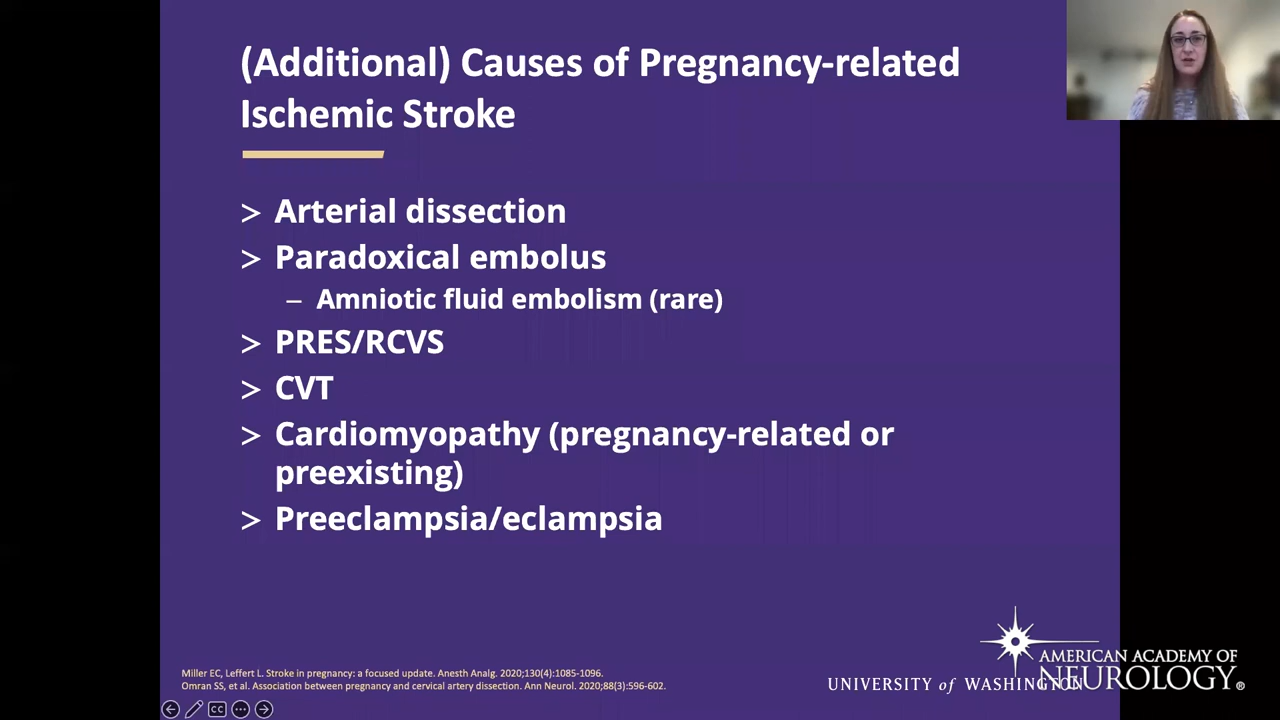 (Additional) Causes of Pregnancy-related
Ischemic Stroke
> Arterial dissection
> Paradoxical embolus
– Amniotic fluid embolism (rare)
> PRES/RCVS
> CVT
> Cardiomyopathy (pregnancy-related or
preexisting)
> Preeclampsia/eclampsia
Miller EC, Leffert L. Stroke in pregnancy: a focused update. Anesth Analg. 2020;130(4):1085-1096.
Omran SS, et al. Association between pregnancy and cervical artery dissection. Ann Neurol. 2020;88(3):596-602.
UNIVERSITY of WASHINGTON
AMERICAN ACADEMY OF
NEUROLOGY®
CC